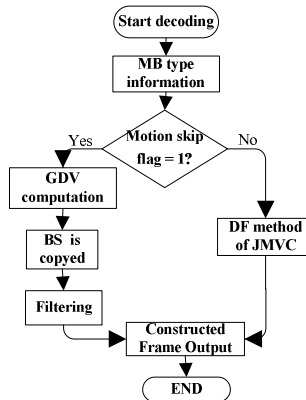 Start decoding
MB type
information
Motion skip
flag = 1?
Yes
No
GDV
computation
BS is
copyed
Filtering
DF method
of JMVC
Constructed
Frame Output
END